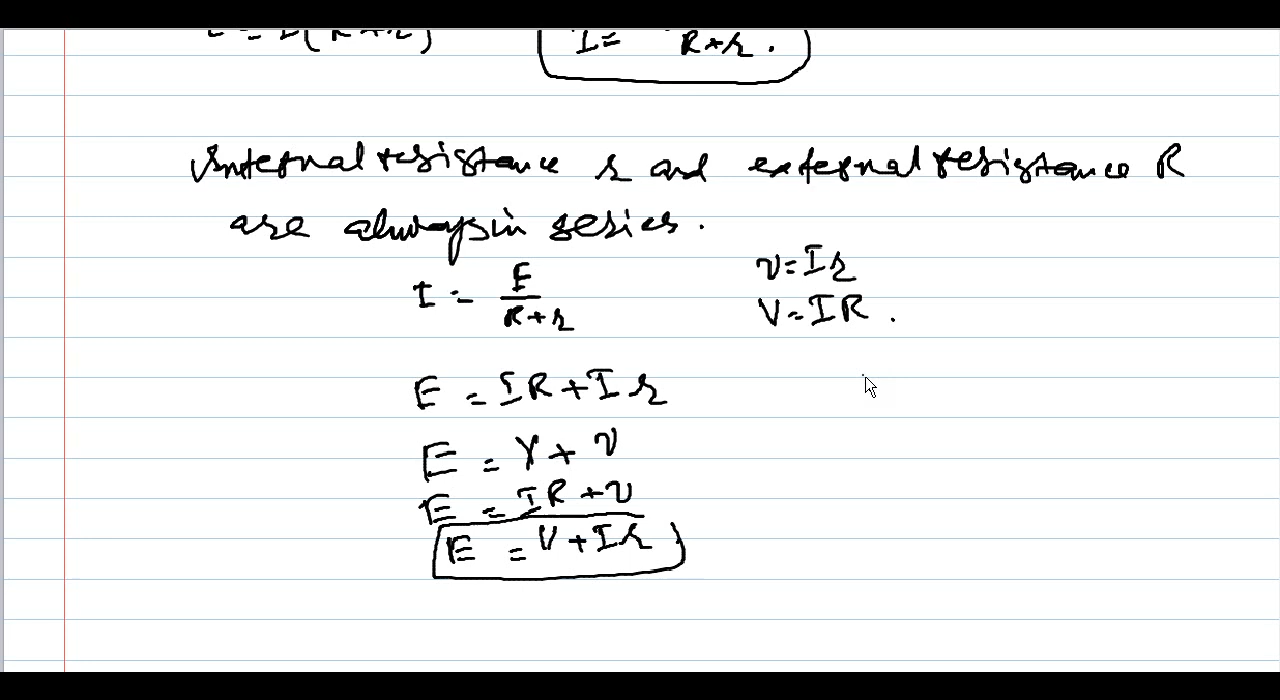 I = R+r.
Internal resistance r and external resistance R
are always in series.
I = E/R+r
v=Ir
V=IR.
E = IR+Ir
E = V+v
E = IR+v
E = V+Ir